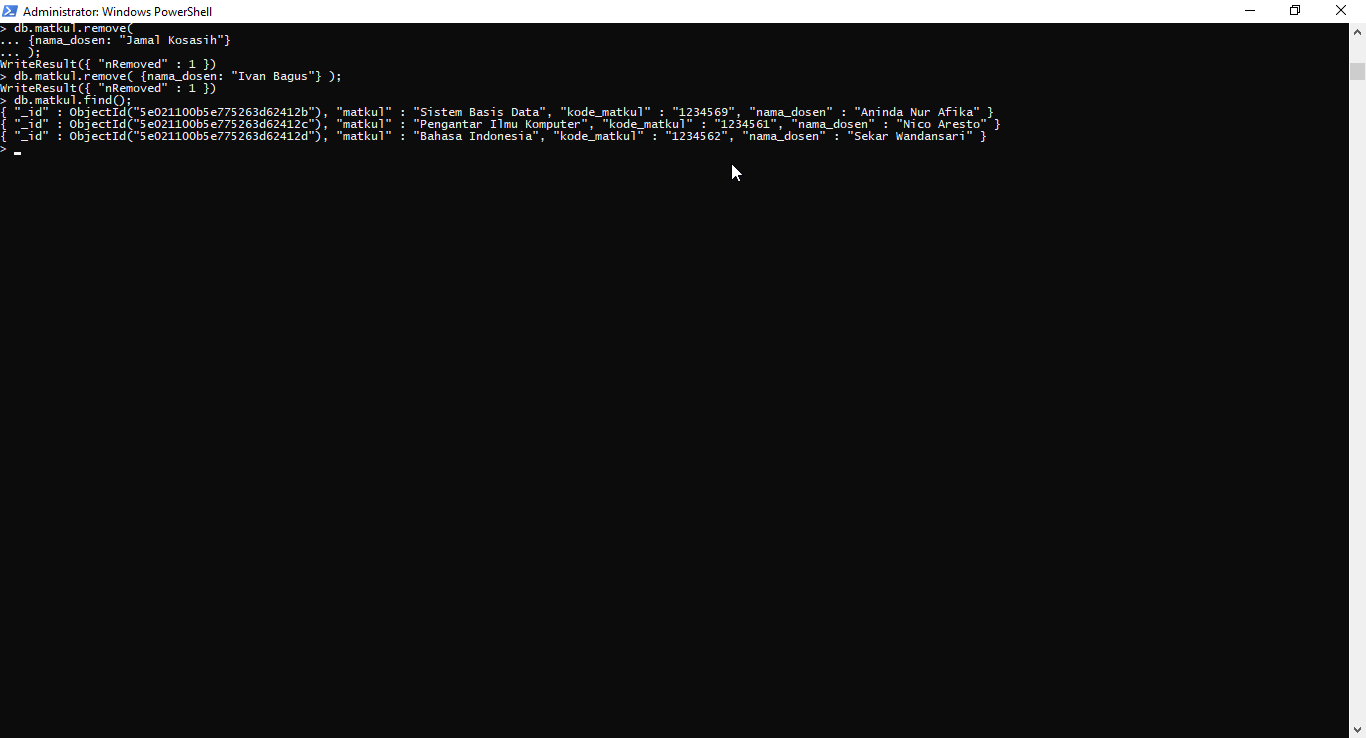 Administrator: Windows PowerShell
> db.matkul.remove(
... {nama_dosen: "Jamal Kosasih"}
... );
WriteResult({ "nRemoved" : 1 })
> db.matkul.remove( {nama_dosen: "Ivan Bagus"} );
WriteResult({ "nRemoved" : 1 })
> db.matkul.find();
{ "_id" : ObjectId("5e021100b5e775263d62412b"), "matkul" : "Sistem Basis Data", "kode_matkul" : "1234569", "nama_dosen" : "Aninda Nur Afika" }
{ "_id" : ObjectId("5e021100b5e775263d62412c"), "matkul" : "Pengantar Ilmu Komputer", "kode_matkul" : "1234561", "nama_dosen" : "Nico Aresto" }
{ "_id" : ObjectId("5e021100b5e775263d62412d"), "matkul" : "Bahasa Indonesia", "kode_matkul" : "1234562", "nama_dosen" : "Sekar Wandansari" }
>